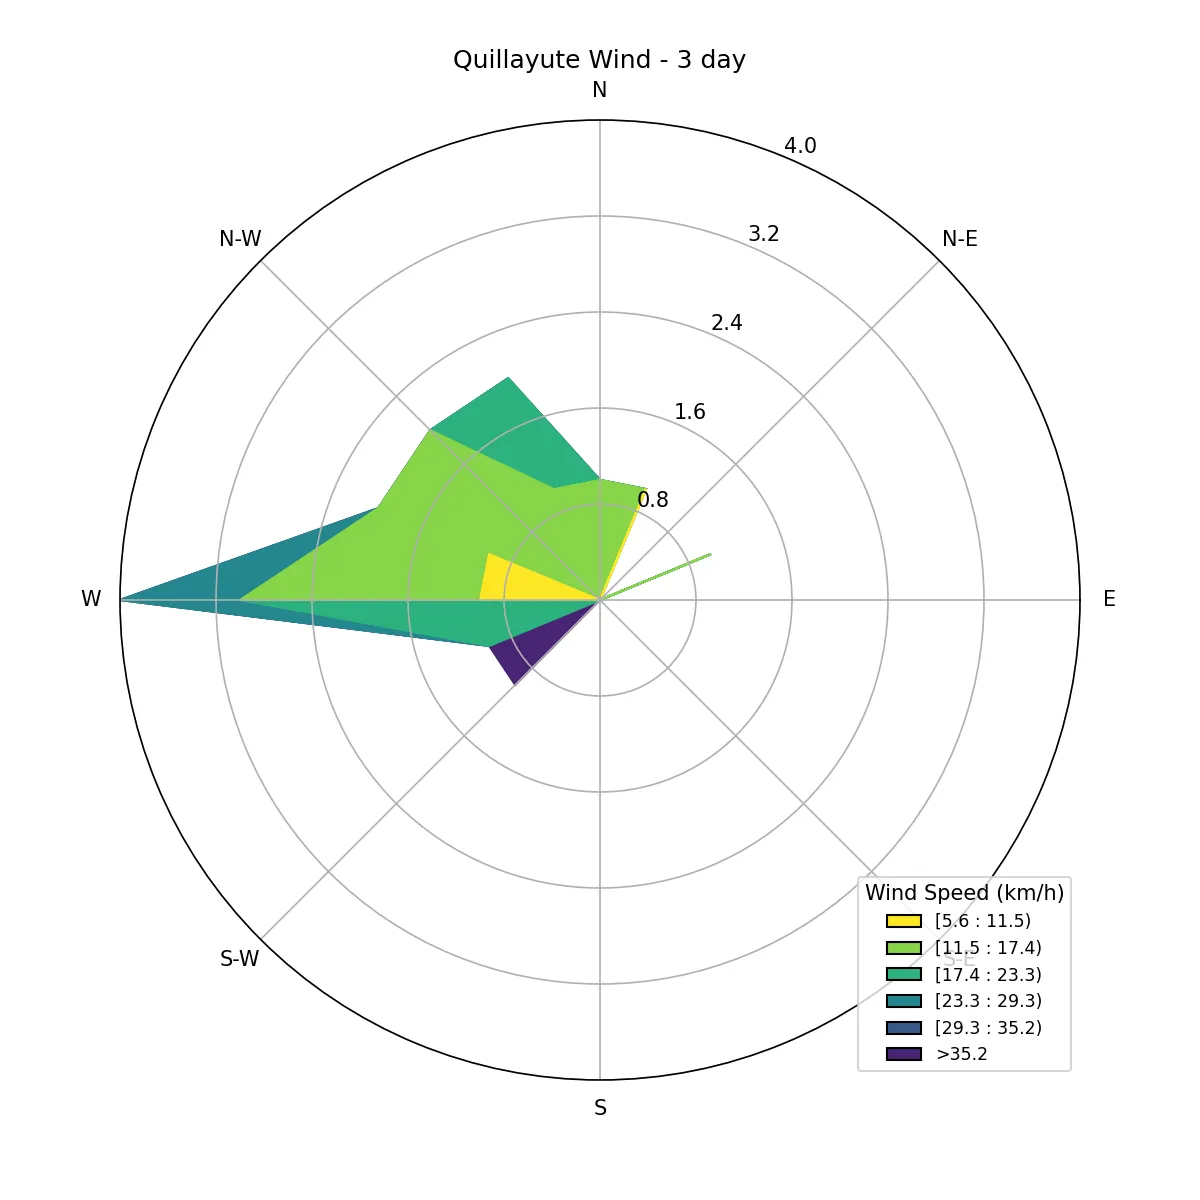 Quillayute Wind - 3 day
N
4.0
3.2
N-W
N-E
2.4
1.6
0.8
W
E
Wind Speed (km/h)
[5.6 : 11.5)
[11.5 : 17.4)
S-W
S-E
[17.4 : 23.3)
[23.3 : 29.3)
[29.3 : 35.2)
>35.2
S